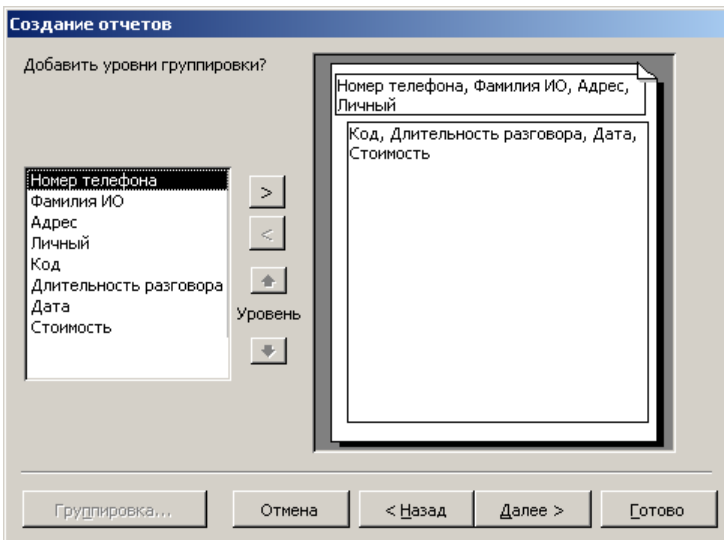 Создание отчетов
Добавить уровни группировки?
Номер телефона
Фамилия ИО
Адрес
Личный
Код
Длительность разговора
Дата
Стоимость
>
<
Уровень
Номер телефона, Фамилия ИО, Адрес,
Личный
Код, Длительность разговора, Дата,
Стоимость
Группировка...
Отмена
< Назад
Далее >
Готово